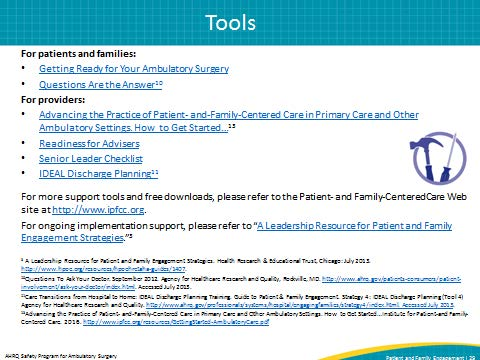 Tools
For patients and families:
• Getting Ready for Your Ambulatory Surgery
• Questions Are the Answer¹⁰
For providers:
• Advancing the Practice of Patient- and-Family-Centered Care in Primary Care and Other
Ambulatory Settings. How to Get Started…¹³
• Readiness for Advisers
• Senior Leader Checklist
• IDEAL Discharge Planning¹¹
For more support tools and free downloads, please refer to the Patient- and Family-CenteredCare Web
site at http://www.ipfcc.org.
For ongoing implementation support, please refer to “A Leadership Resource for Patient and Family
Engagement Strategies.”⁵
⁵ A Leadership Resource for Patient and Family Engagement Strategies. Health Research & Educational Trust, Chicago: July 2013.
http://www.hpoe.org/resources/hpoehretaha-guides/1407.
¹⁰Questions To Ask Your Doctor. September 2012. Agency for Healthcare Research and Quality, Rockville, MD. http://www.ahrq.gov/patients-consumers/patient-
involvement/ask-your-doctor/index.html. Accessed July 2013.
¹¹Care Transitions from Hospital to Home: IDEAL Discharge Planning Training. Guide to Patient & Family Engagement. Strategy 4: IDEAL Discharge Planning (Tool 4)
Agency for Healthcare Research and Quality, http://www.ahrq.gov/professionals/systems/hospital/engagingfamilies/strategy4/index.html. Accessed July 2013.
¹³Advancing the Practice of Patient-and Family-Centered Care in Primary Care and Other Ambulatory Settings. How to Get Started...Institute for Patient-and Family-
Centered Care. 2016. http://www.ipfcc.org/resources/GettingStarted-AmbulatoryCare.pdf
AHRQ Safety Program for Ambulatory Surgery
Patient and Family Engagement | 29